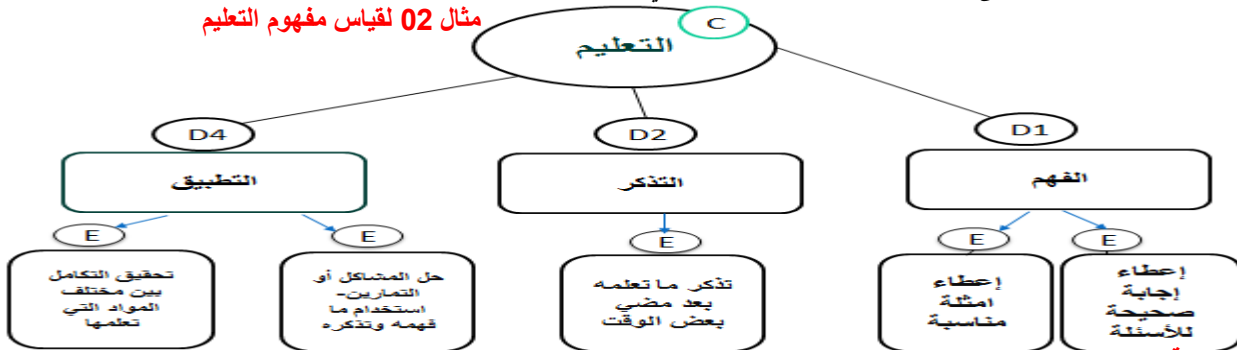 مثال 02 لقياس مفهوم التعليم
C
التعليم
D1
D2
D4
الفهم
التذكر
التطبيق
E
E
E
E
E
إعطاء
إجابة
صحيحة
للأسئلة
إعطاء
امثلة
مناسبة
تذكر ما تعلمه
بعد مضي
بعض الوقت
حل المشاكل أو
التمارين-
استخدام ما
فهمه وتذكره
تحقيق التكامل
بين مختلف
المواد التي
تعلمها